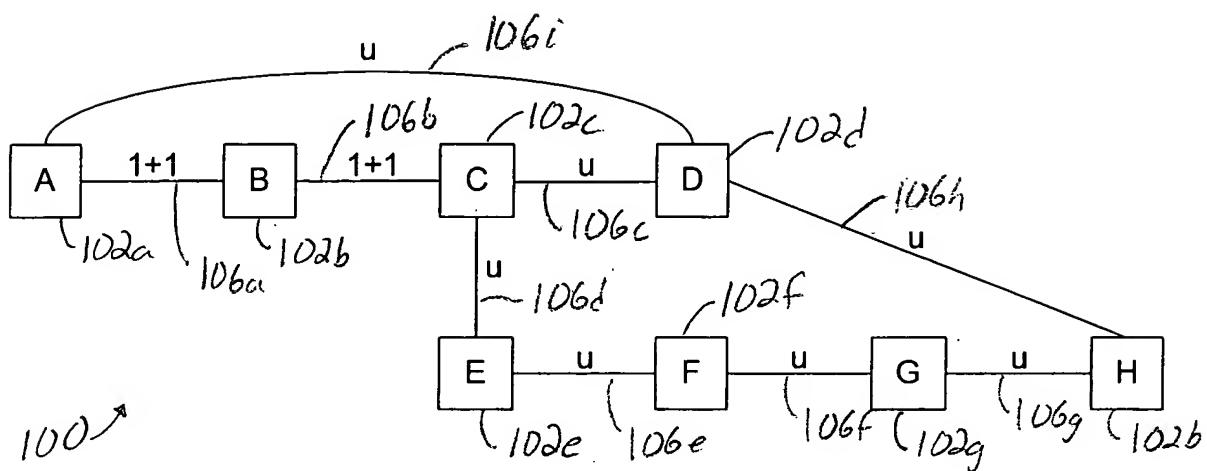 u 106i
106b 102c 102d
A 1+1 B 1+1 C u D
106h
102a 106a 102b 106c u
u 106d 102f
E u F u G u H
100 102e 106e 106f 102g 106g 102b